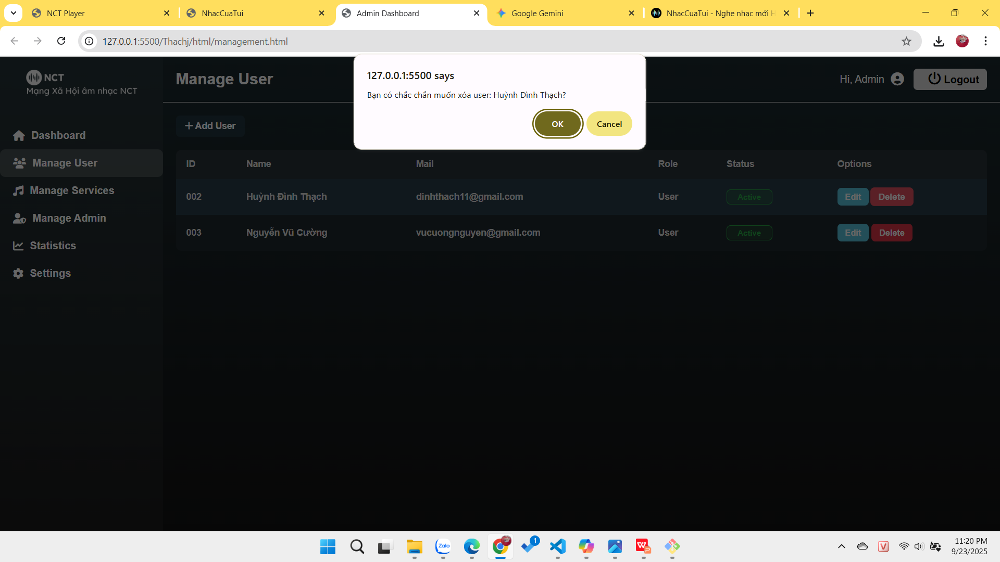 NCT Player
NhacCuaTui
Admin Dashboard
Google Gemini
NhacCuaTui - Nghe nhạc mới H
127.0.0.1:5500/Thachj/html/management.html
NCT
Mạng Xã Hội âm nhạc NCT
Manage User
127.0.0.1:5500 says
Bạn có chắc chắn muốn xóa user: Huỳnh Đình Thạch?
OK
Cancel
Hi, Admin
Logout
Dashboard
Manage User
Manage Services
Manage Admin
Statistics
Settings
Add User
ID Name Mail Role Status Options
002 Huỳnh Đình Thạch dinhthach11@gmail.com User Active Edit Delete
003 Nguyễn Vũ Cường vucuongnguyen@gmail.com User Active Edit Delete
Zalo
1
W
P
V
11:20 PM
9/23/2025